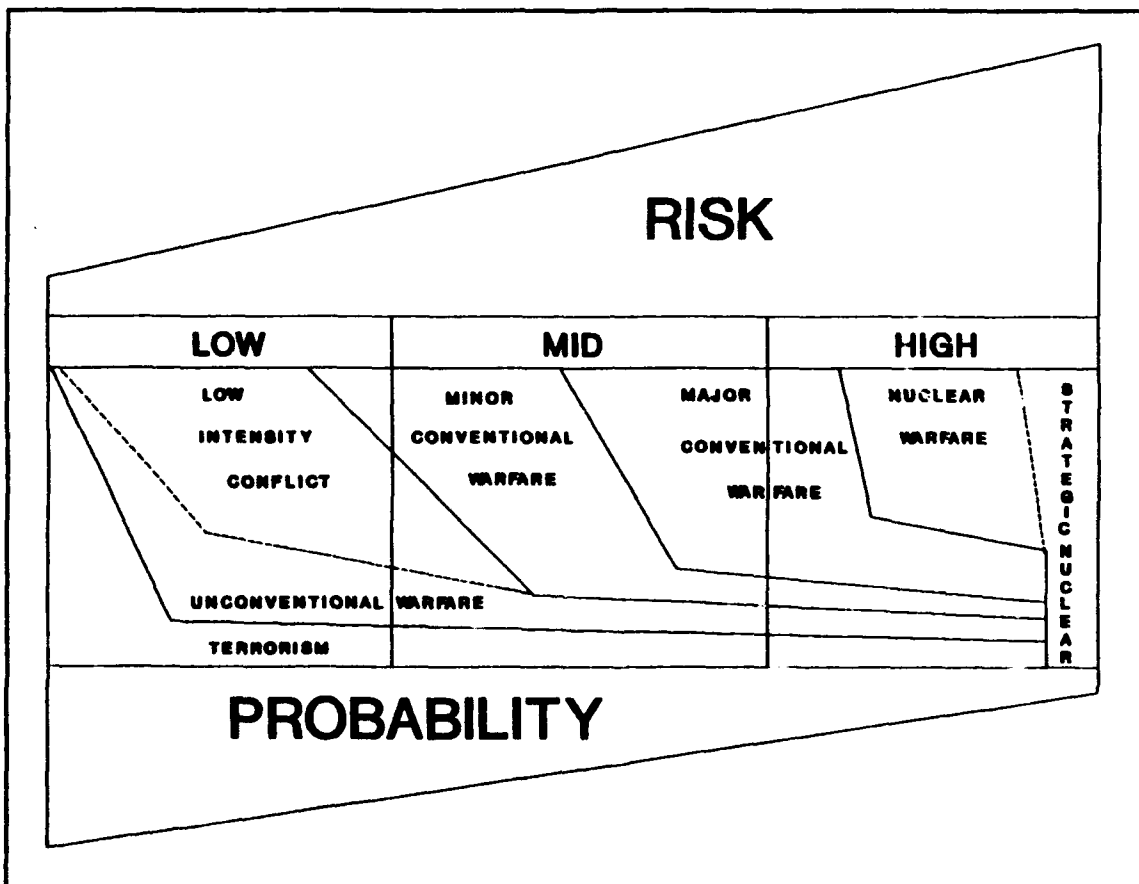 RISK
LOW MID HIGH
LOW
INTENSITY
CONFLICT
MINOR
CONVENTIONAL
WARFARE
MAJOR
CONVENTIONAL
WARFARE
NUCLEAR
WARFARE
STRATEGIC NUCLEAR
UNCONVENTIONAL WARFARE
TERRORISM
PROBABILITY